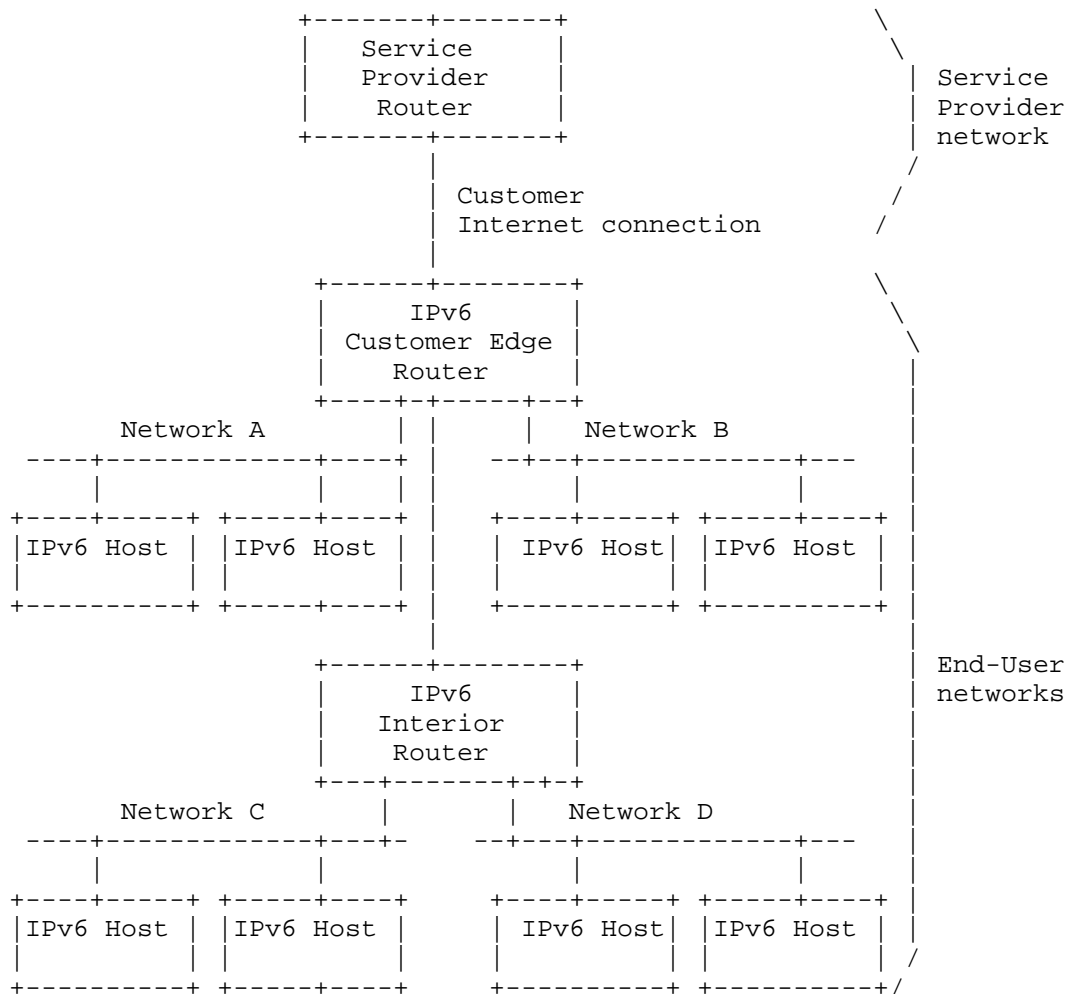 Service
Provider
Router
Service
Provider
network
Customer
Internet connection
IPv6
Customer Edge
Router
Network A
Network B
IPv6 Host
IPv6 Host
IPv6 Host
IPv6 Host
IPv6
Interior
Router
End-User
networks
Network C
Network D
IPv6 Host
IPv6 Host
IPv6 Host
IPv6 Host